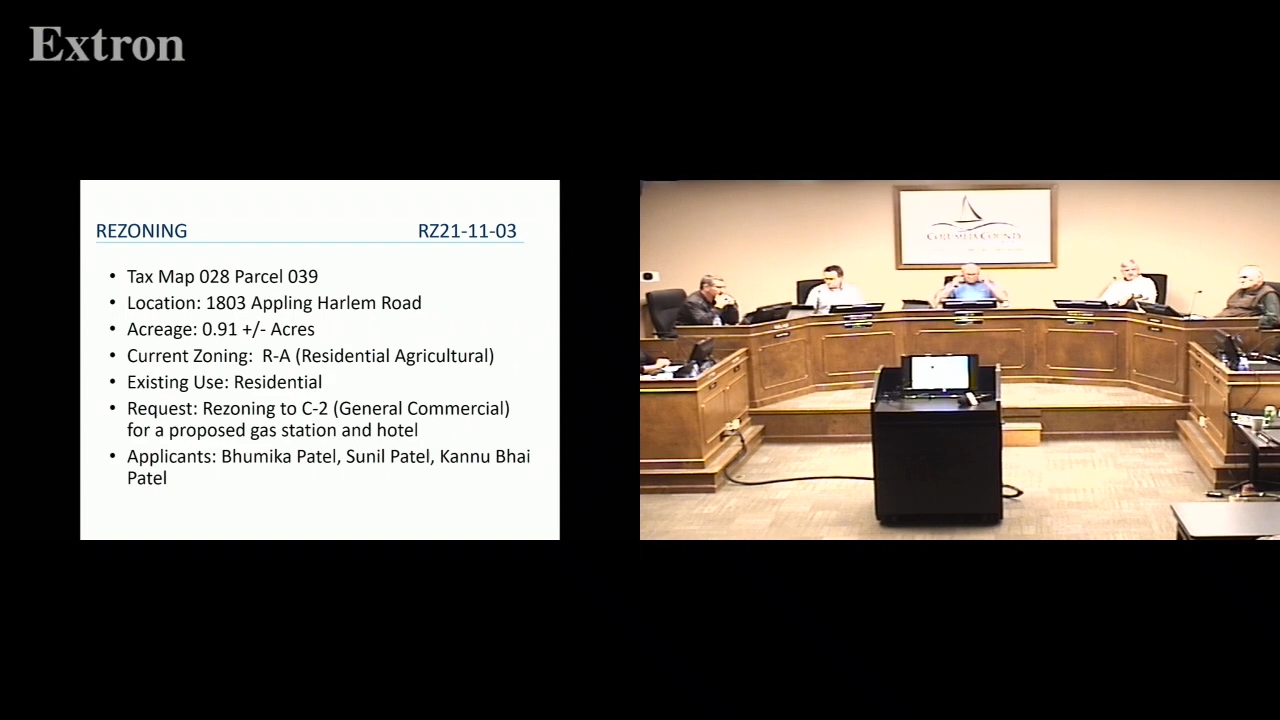 Extron
REZONING RZ21-11-03
• Tax Map 028 Parcel 039
• Location: 1803 Appling Harlem Road
• Acreage: 0.91 +/- Acres
• Current Zoning: R-A (Residential Agricultural)
• Existing Use: Residential
• Request: Rezoning to C-2 (General Commercial)
for a proposed gas station and hotel
• Applicants: Bhumika Patel, Sunil Patel, Kannu Bhai
Patel
COLUMBIA COUNTY